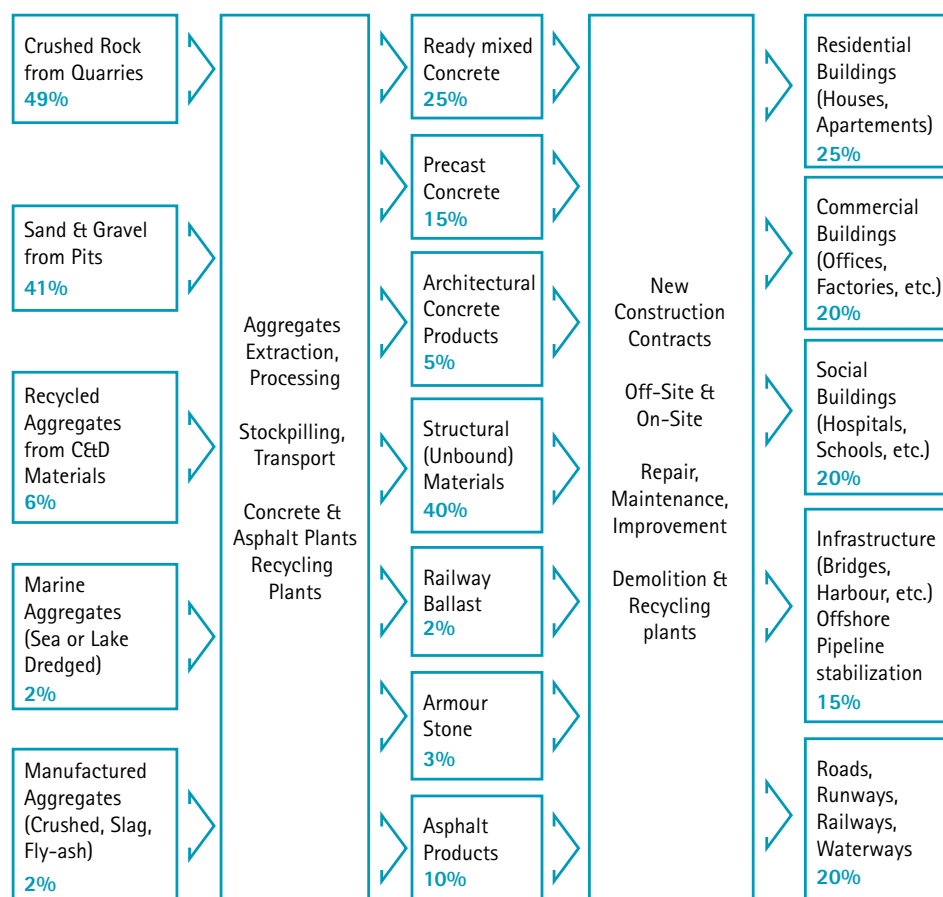 Crushed Rock
from Quarries
49%
Sand & Gravel
from Pits
41%
Recycled
Aggregates
from C&D
Materials
6%
Marine
Aggregates
(Sea or Lake
Dredged)
2%
Manufactured
Aggregates
(Crushed, Slag,
Fly-ash)
2%
Aggregates
Extraction,
Processing
Stockpilling,
Transport
Concrete &
Asphalt Plants
Recycling
Plants
Ready mixed
Concrete
25%
Precast
Concrete
15%
Architectural
Concrete
Products
5%
Structural
(Unbound)
Materials
40%
Railway
Ballast
2%
Armour
Stone
3%
Asphalt
Products
10%
New
Construction
Contracts
Off-Site &
On-Site
Repair,
Maintenance,
Improvement
Demolition &
Recycling
plants
Residential
Buildings
(Houses,
Apartements)
25%
Commercial
Buildings
(Offices,
Factories, etc.)
20%
Social
Buildings
(Hospitals,
Schools, etc.)
20%
Infrastructure
(Bridges,
Harbour, etc.)
Offshore
Pipeline
stabilization
15%
Roads,
Runways,
Railways,
Waterways
20%